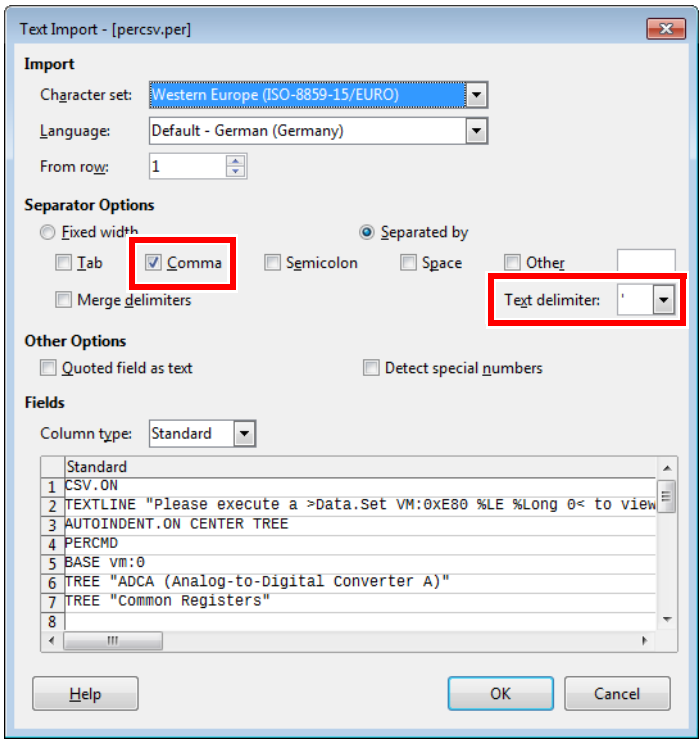 Text Import - [percsv.per]
Import
Character set: Western Europe (ISO-8859-15/EURO)
Language: Default - German (Germany)
From row: 1
Separator Options
Fixed width Separated by
Tab Comma Semicolon Space Other
Merge delimiters Text delimiter: '
Other Options
Quoted field as text Detect special numbers
Fields
Column type: Standard
Standard
1 CSV.ON
2 TEXTLINE "Please execute a >Data.Set VM:0xE80 %LE %Long 0< to view
3 AUTOINDENT.ON CENTER TREE
4 PERCMD
5 BASE vm:0
6 TREE "ADCA (Analog-to-Digital Converter A)"
7 TREE "Common Registers"
8
Help OK Cancel